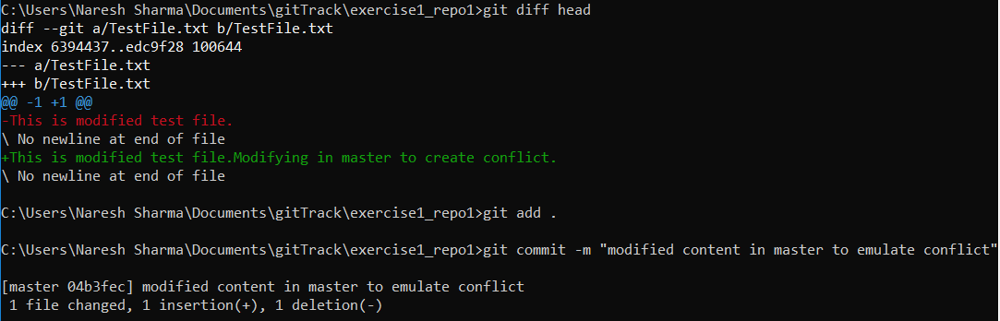 C:\Users\Naresh Sharma\Documents\gitTrack\exercise1_repo1>git diff head
diff --git a/TestFile.txt b/TestFile.txt
index 6394437..edc9f28 100644
--- a/TestFile.txt
+++ b/TestFile.txt
@@ -1 +1 @@
-This is modified test file.
\ No newline at end of file
+This is modified test file.Modifying in master to create conflict.
\ No newline at end of file
C:\Users\Naresh Sharma\Documents\gitTrack\exercise1_repo1>git add .
C:\Users\Naresh Sharma\Documents\gitTrack\exercise1_repo1>git commit -m "modified content in master to emulate conflict"
[master 04b3fec] modified content in master to emulate conflict
 1 file changed, 1 insertion(+), 1 deletion(-)